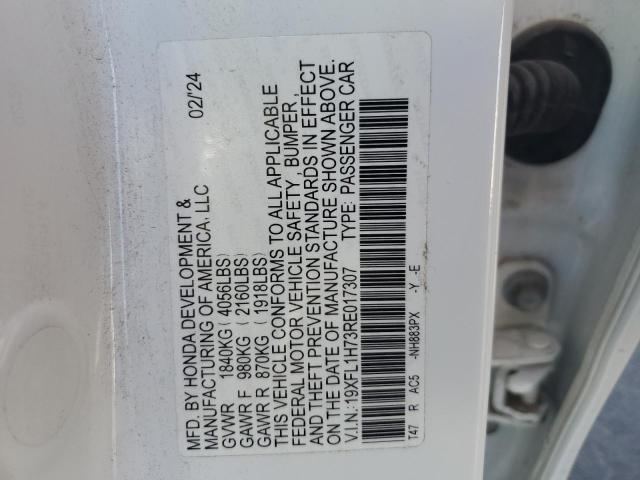 MFD. BY HONDA DEVELOPMENT & 02/'24
MANUFACTURING OF AMERICA, LLC
GVWR 1840KG ( 4056LBS)
GAWR F 980KG ( 2160LBS)
GAWR R 870KG ( 1918LBS)
THIS VEHICLE CONFORMS TO ALL APPLICABLE
FEDERAL MOTOR VEHICLE SAFETY, BUMPER,
AND THEFT PREVENTION STANDARDS IN EFFECT
ON THE DATE OF MANUFACTURE SHOWN ABOVE.
V.I.N.:19XFL1H73RE017307 TYPE: PASSENGER CAR
T47 R AC5 -NH883PX -Y -E